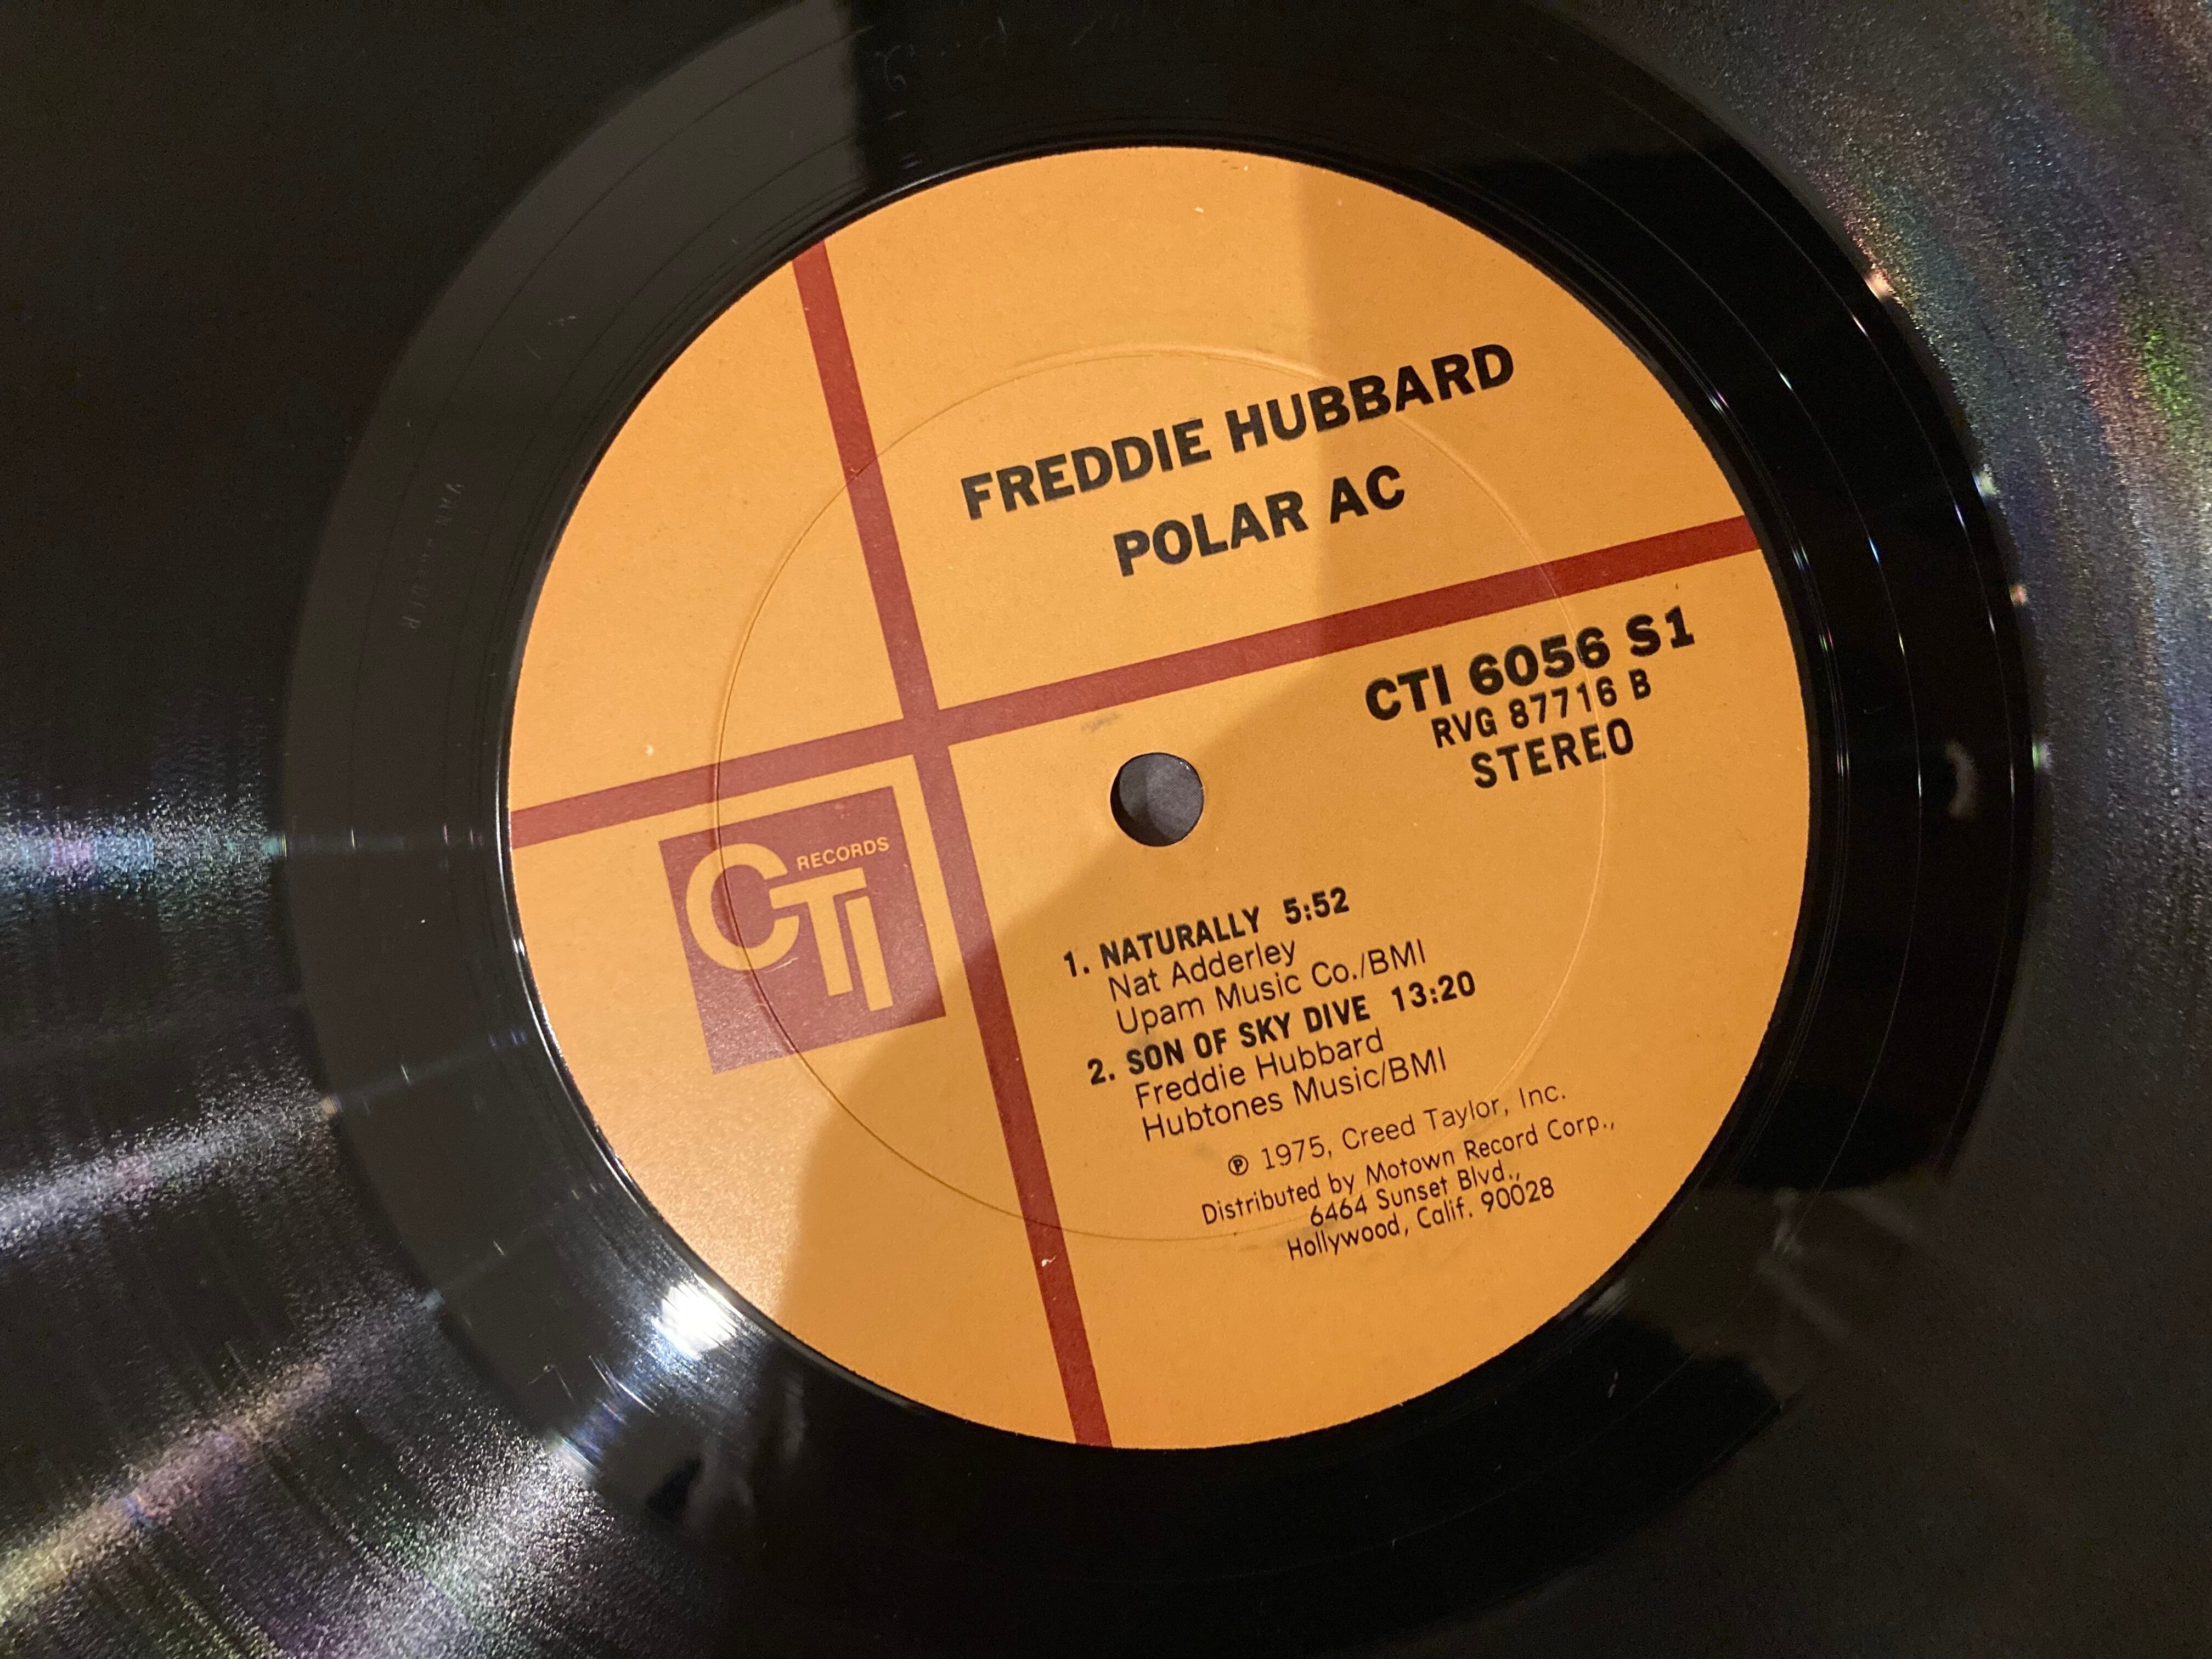 FREDDIE HUBBARD
POLAR AC
CTI 6056 S1
RVG 87716 B
STEREO
CTI RECORDS
1. NATURALLY 5:52
Nat Adderley
Upam Music Co./BMI
2. SON OF SKY DIVE 13:20
Freddie Hubbard
Hubtones Music/BMI
℗ 1975, Creed Taylor, Inc.
Distributed by Motown Record Corp.,
6464 Sunset Blvd.,
Hollywood, Calif. 90028